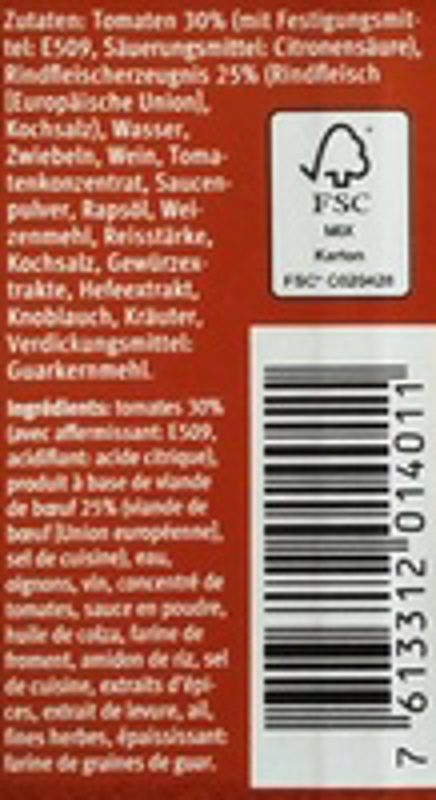 Zutaten: Tomaten 30% (mit Festigungsmit-
tel: E509, Säuerungsmittel: Citronensäure),
Rindfleischerzeugnis 25% (Rindfleisch
[Europäische Union],
Kochsalz), Wasser,
Zwiebeln, Wein, Toma-
tenkonzentrat, Saucen-
pulver, Rapsöl, Wei-
zenmehl, Reisstärke,
Kochsalz, Gewürzex-
trakte, Hefeextrakt,
Knoblauch, Kräuter,
Verdickungsmittel:
Guarkernmehl.
Ingrédients: tomates 30%
(avec affermissant: E509,
acidifiant: acide citrique),
produit à base de viande
de bœuf 25% (viande de
bœuf [Union européenne],
sel de cuisine), eau,
oignons, vin, concentré de
tomates, sauce en poudre,
huile de colza, farine de
froment, amidon de riz, sel
de cuisine, extraits d'épi-
ces, extrait de levure, ail,
fines herbes, épaississant:
farine de graines de guar.
FSC
MIX
Karton
FSC®
7 613312 014011